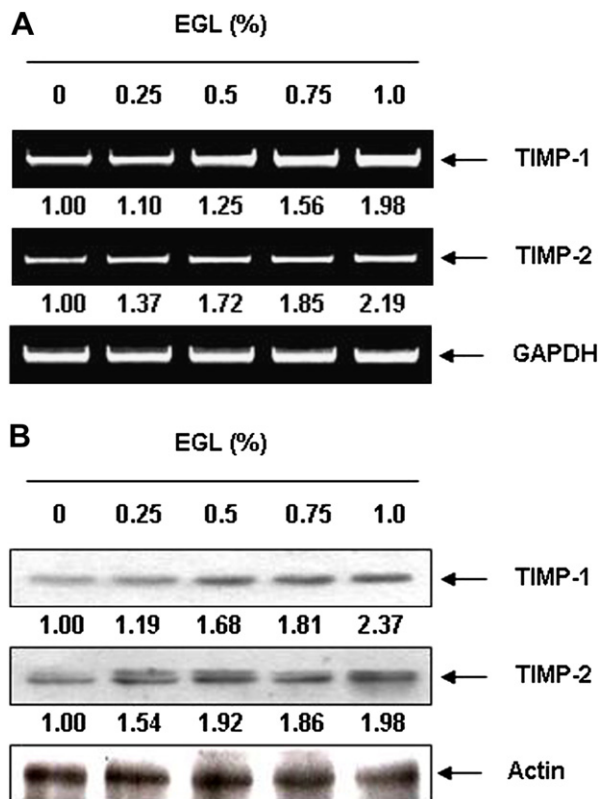 A
EGL (%)
0 0.25 0.5 0.75 1.0
TIMP-1
1.00 1.10 1.25 1.56 1.98
TIMP-2
1.00 1.37 1.72 1.85 2.19
GAPDH
B
EGL (%)
0 0.25 0.5 0.75 1.0
TIMP-1
1.00 1.19 1.68 1.81 2.37
TIMP-2
1.00 1.54 1.92 1.86 1.98
Actin